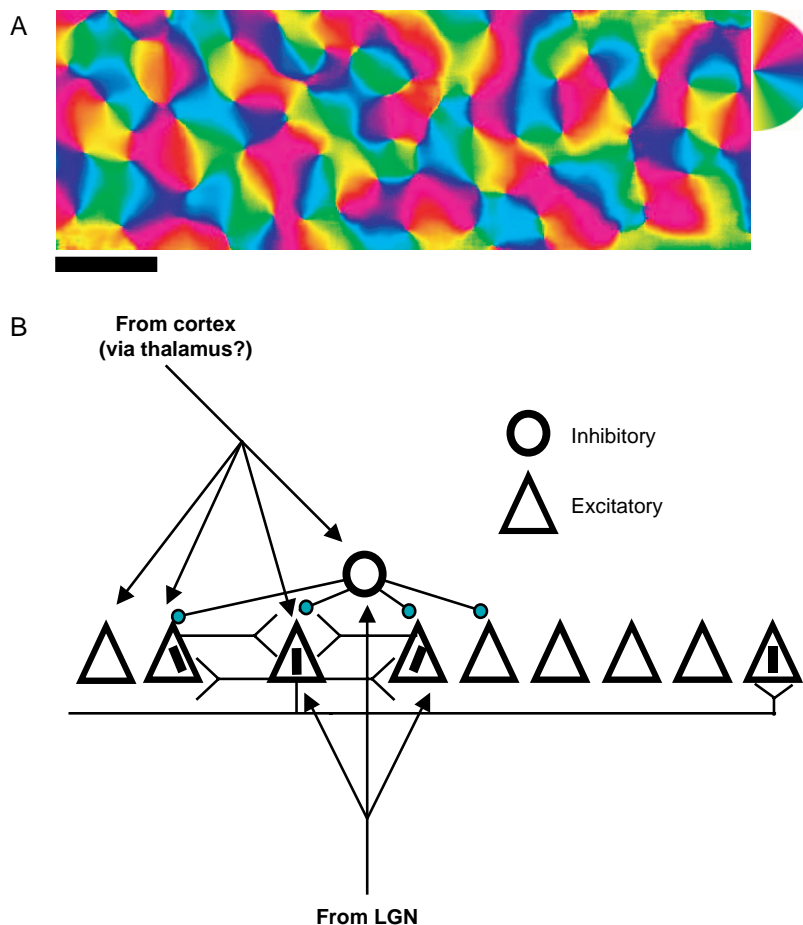 A
B
From cortex
(via thalamus?)
Inhibitory
Excitatory
From LGN